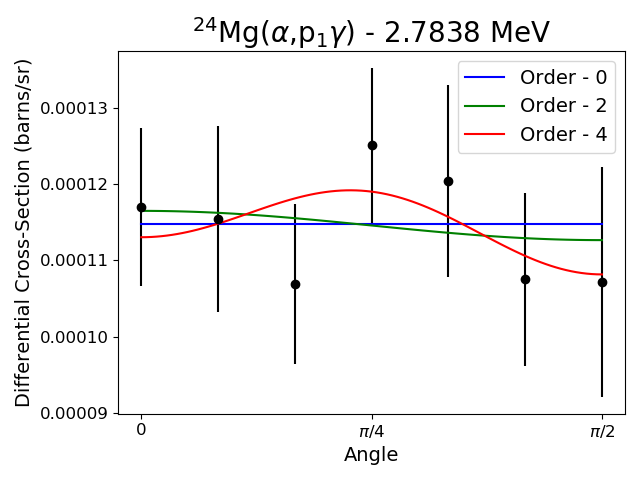 ²⁴Mg(α,p₁γ) - 2.7838 MeV
Differential Cross-Section (barns/sr)
0.00013
0.00012
0.00011
0.00010
0.00009
Order - 0
Order - 2
Order - 4
0
π/4
π/2
Angle